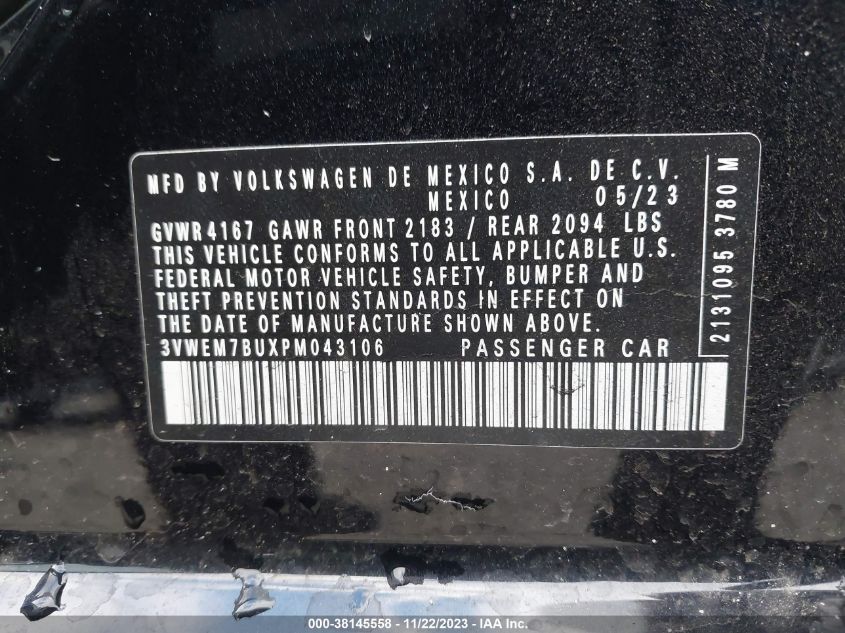 MFD BY VOLKSWAGEN DE MEXICO S.A. DE C.V.
MEXICO 05/23
GVWR 4167 GAWR FRONT 2183 / REAR 2094 LBS
THIS VEHICLE CONFORMS TO ALL APPLICABLE U.S.
FEDERAL MOTOR VEHICLE SAFETY, BUMPER AND
THEFT PREVENTION STANDARDS IN EFFECT ON
THE DATE OF MANUFACTURE SHOWN ABOVE.
3VWEM7BUXPM043106 PASSENGER CAR
2131095 3780 M
000-38145558 - 11/22/2023 - IAA Inc.